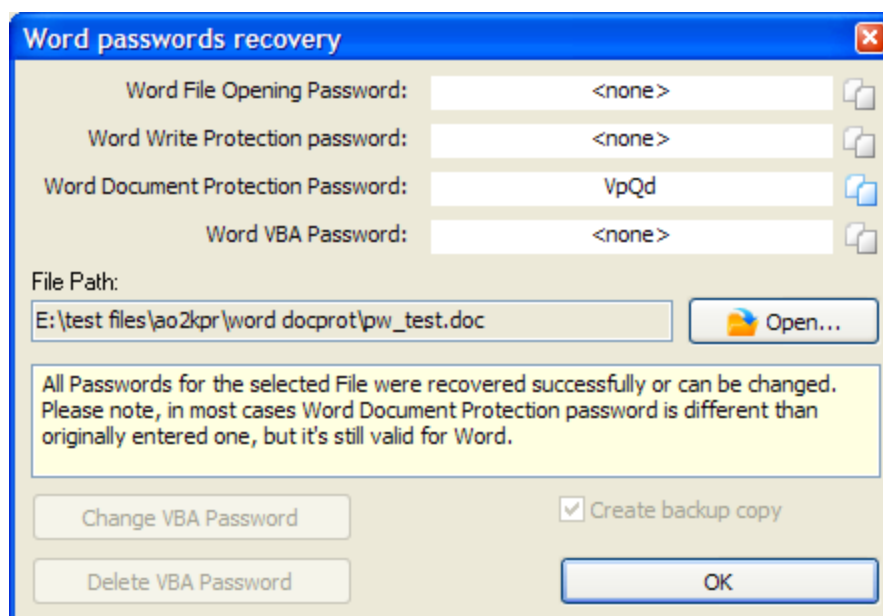 Word passwords recovery
Word File Opening Password: <none>
Word Write Protection password: <none>
Word Document Protection Password: VpQd
Word VBA Password: <none>
File Path:
E:\test files\ao2kpr\word docprot\pw_test.doc
Open...
All Passwords for the selected File were recovered successfully or can be changed.
Please note, in most cases Word Document Protection password is different than
originally entered one, but it's still valid for Word.
Change VBA Password
Create backup copy
Delete VBA Password
OK